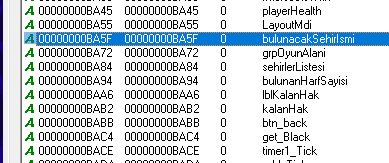 A 00000000BA45 00000000BA45 0 playerHealth
A 00000000BA55 00000000BA55 0 LayoutMdi
A 00000000BA5F 00000000BA5F 0 bulunacakSehirIsmi
A 00000000BA72 00000000BA72 0 grpOyunAlani
A 00000000BA84 00000000BA84 0 sehirlerListesi
A 00000000BA94 00000000BA94 0 bulunanHarfSayisi
A 00000000BAA6 00000000BAA6 0 lblKalanHak
A 00000000BAB2 00000000BAB2 0 kalanHak
A 00000000BABB 00000000BABB 0 btn_back
A 00000000BAC4 00000000BAC4 0 get_Black
A 00000000BACE 00000000BACE 0 timer1_Tick